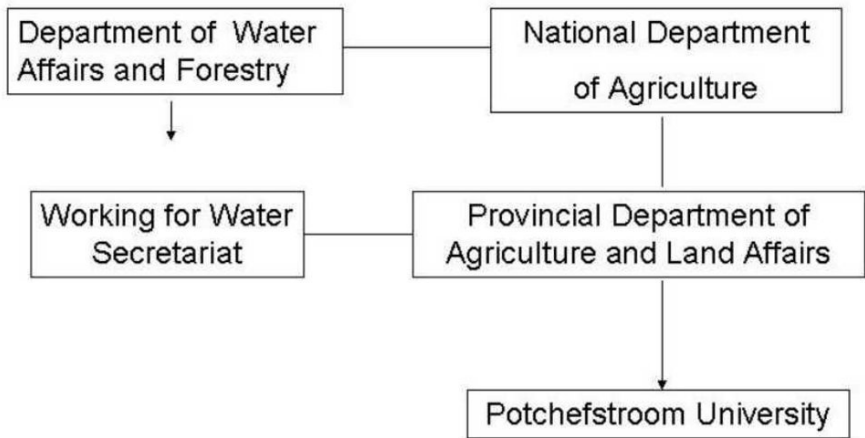 Department of Water
Affairs and Forestry
National Department
of Agriculture
Working for Water
Secretariat
Provincial Department of
Agriculture and Land Affairs
Potchefstroom University